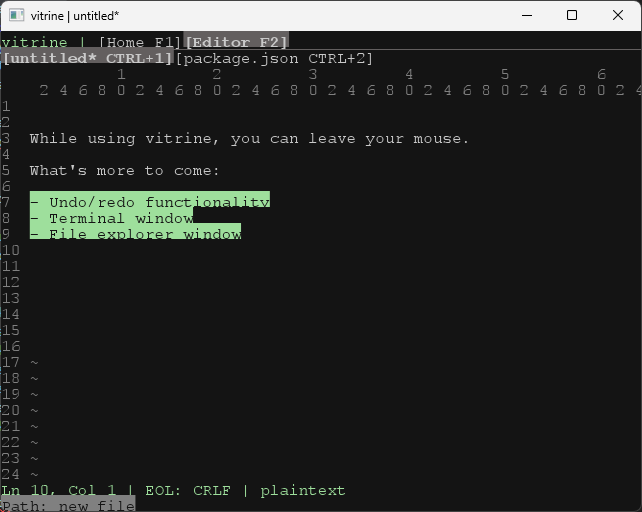 vitrine | untitled*
vitrine | [Home F1][Editor F2]
[untitled* CTRL+1][package.json CTRL+2]
1 2 3 4 5 6
2 4 6 8 0 2 4 6 8 0 2 4 6 8 0 2 4 6 8 0 2 4 6 8 0 2 4 6 8 0 2 4
1
2
3 While using vitrine, you can leave your mouse.
4
5 What's more to come:
6
7 - Undo/redo functionality
8 - Terminal window
9 - File explorer window
10
11
12
13
14
15
16
17 ~
18 ~
19 ~
20 ~
21 ~
22 ~
23 ~
24 ~
Ln 10, Col 1 | EOL: CRLF | plaintext
Path: new file